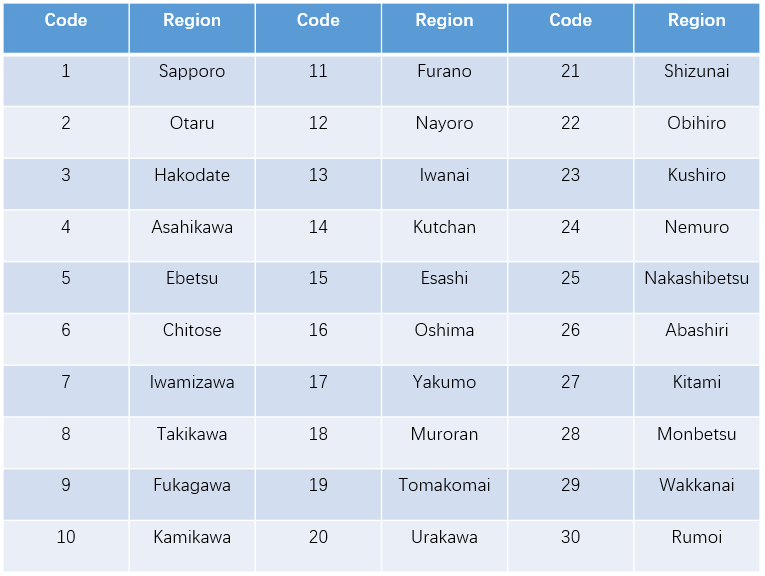 Code Region Code Region Code Region
1 Sapporo 11 Furano 21 Shizunai
2 Otaru 12 Nayoro 22 Obihiro
3 Hakodate 13 Iwanai 23 Kushiro
4 Asahikawa 14 Kutchan 24 Nemuro
5 Ebetsu 15 Esashi 25 Nakashibetsu
6 Chitose 16 Oshima 26 Abashiri
7 Iwamizawa 17 Yakumo 27 Kitami
8 Takikawa 18 Muroran 28 Monbetsu
9 Fukagawa 19 Tomakomai 29 Wakkanai
10 Kamikawa 20 Urakawa 30 Rumoi